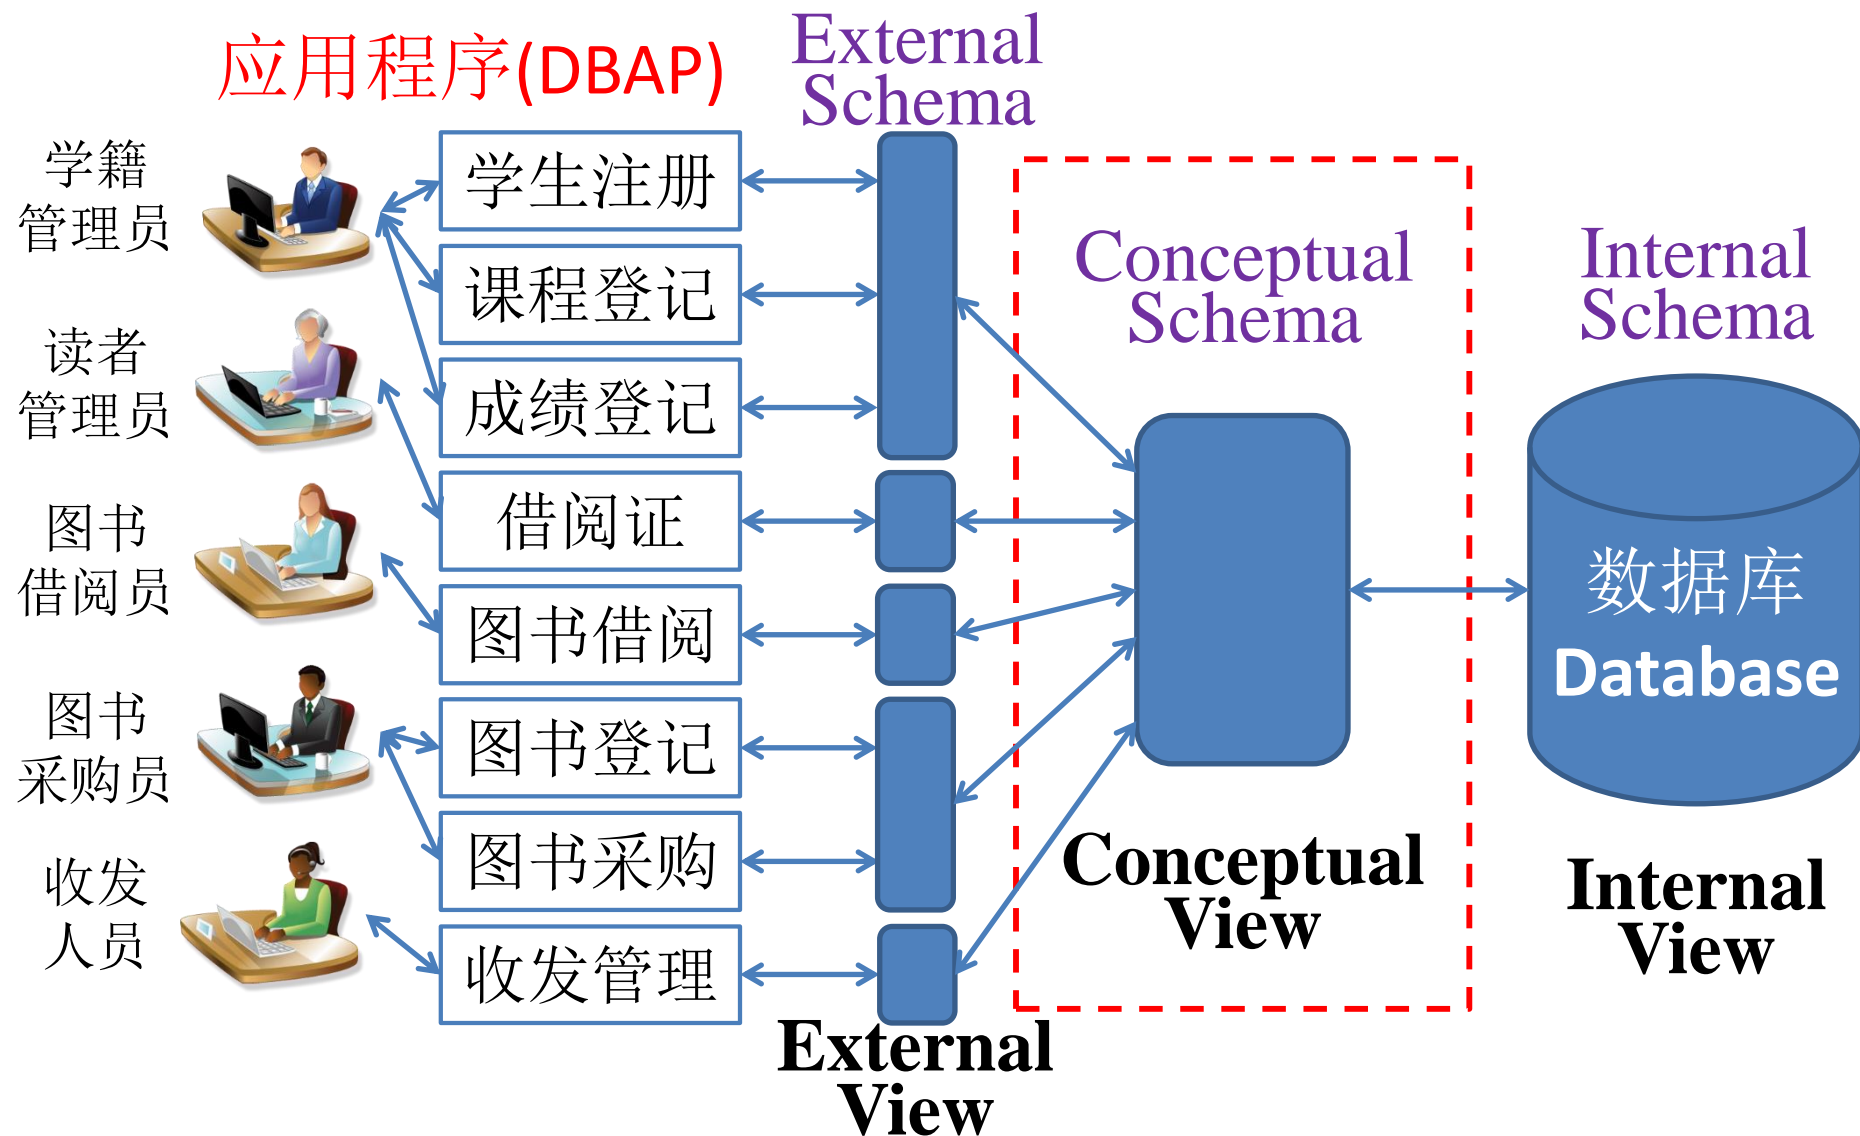 应用程序(DBAP)
External
Schema
学籍
管理员
读者
管理员
图书
借阅员
图书
采购员
收发
人员
学生注册
课程登记
成绩登记
借阅证
图书借阅
图书登记
图书采购
收发管理
External
View
Conceptual
Schema
Conceptual
View
Internal
Schema
数据库
Database
Internal
View